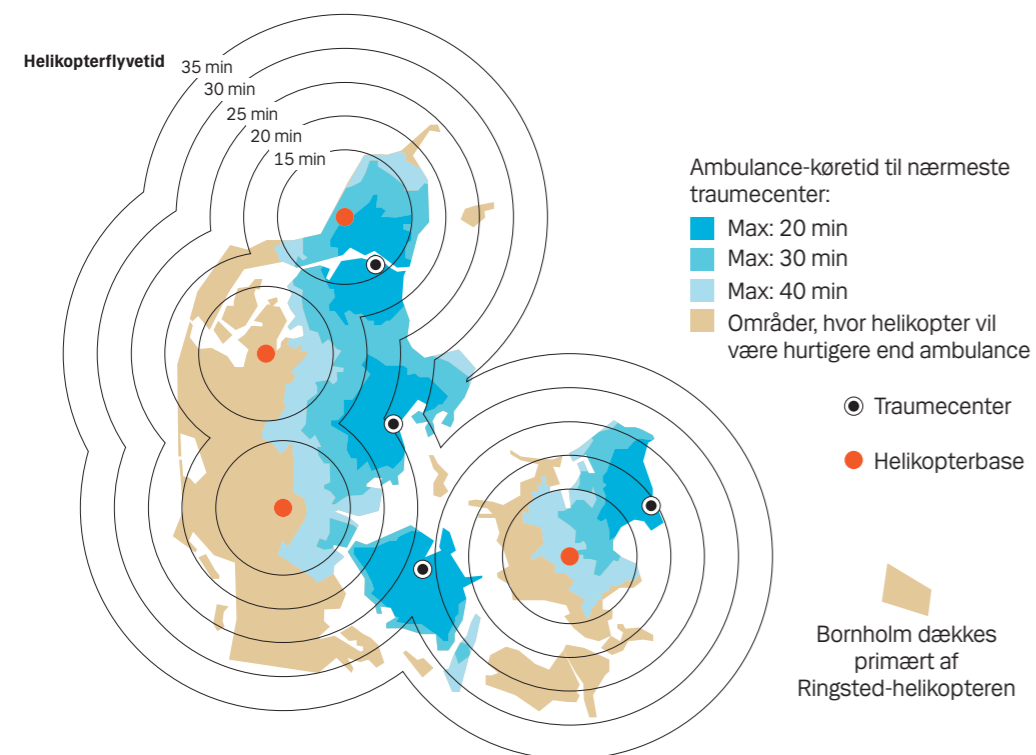 Helikopterflyvetid
35 min
30 min
25 min
20 min
15 min
Ambulance-køretid til nærmeste
traumecenter:
Max: 20 min
Max: 30 min
Max: 40 min
Områder, hvor helikopter vil
være hurtigere end ambulance
Traumecenter
Helikopterbase
Bornholm dækkes
primært af
Ringsted-helikopteren